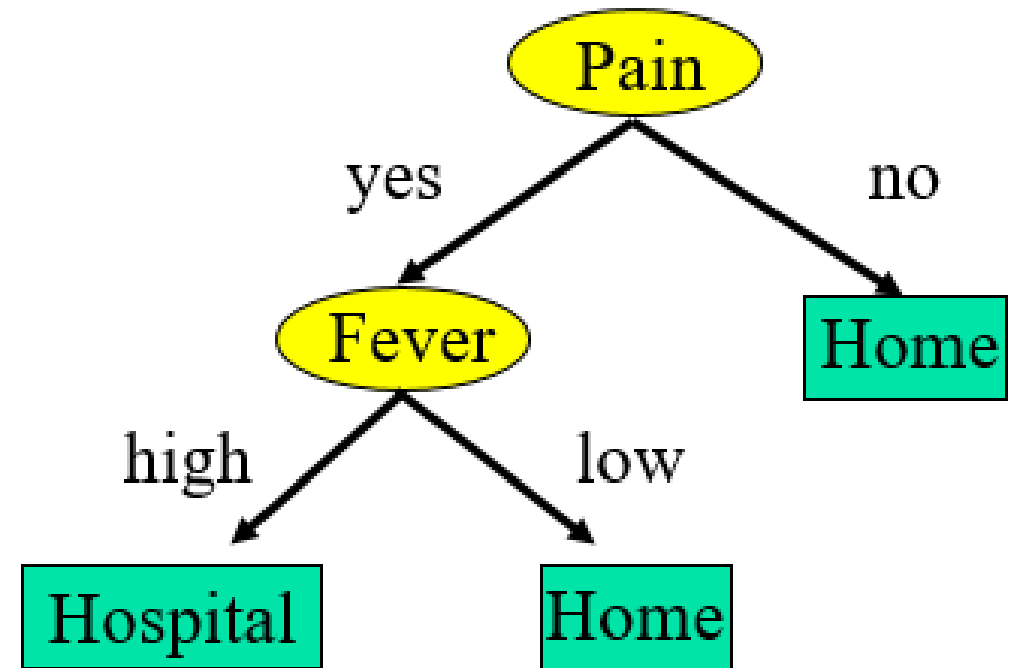 Pain
yes
no
Fever
Home
high
low
Hospital
Home